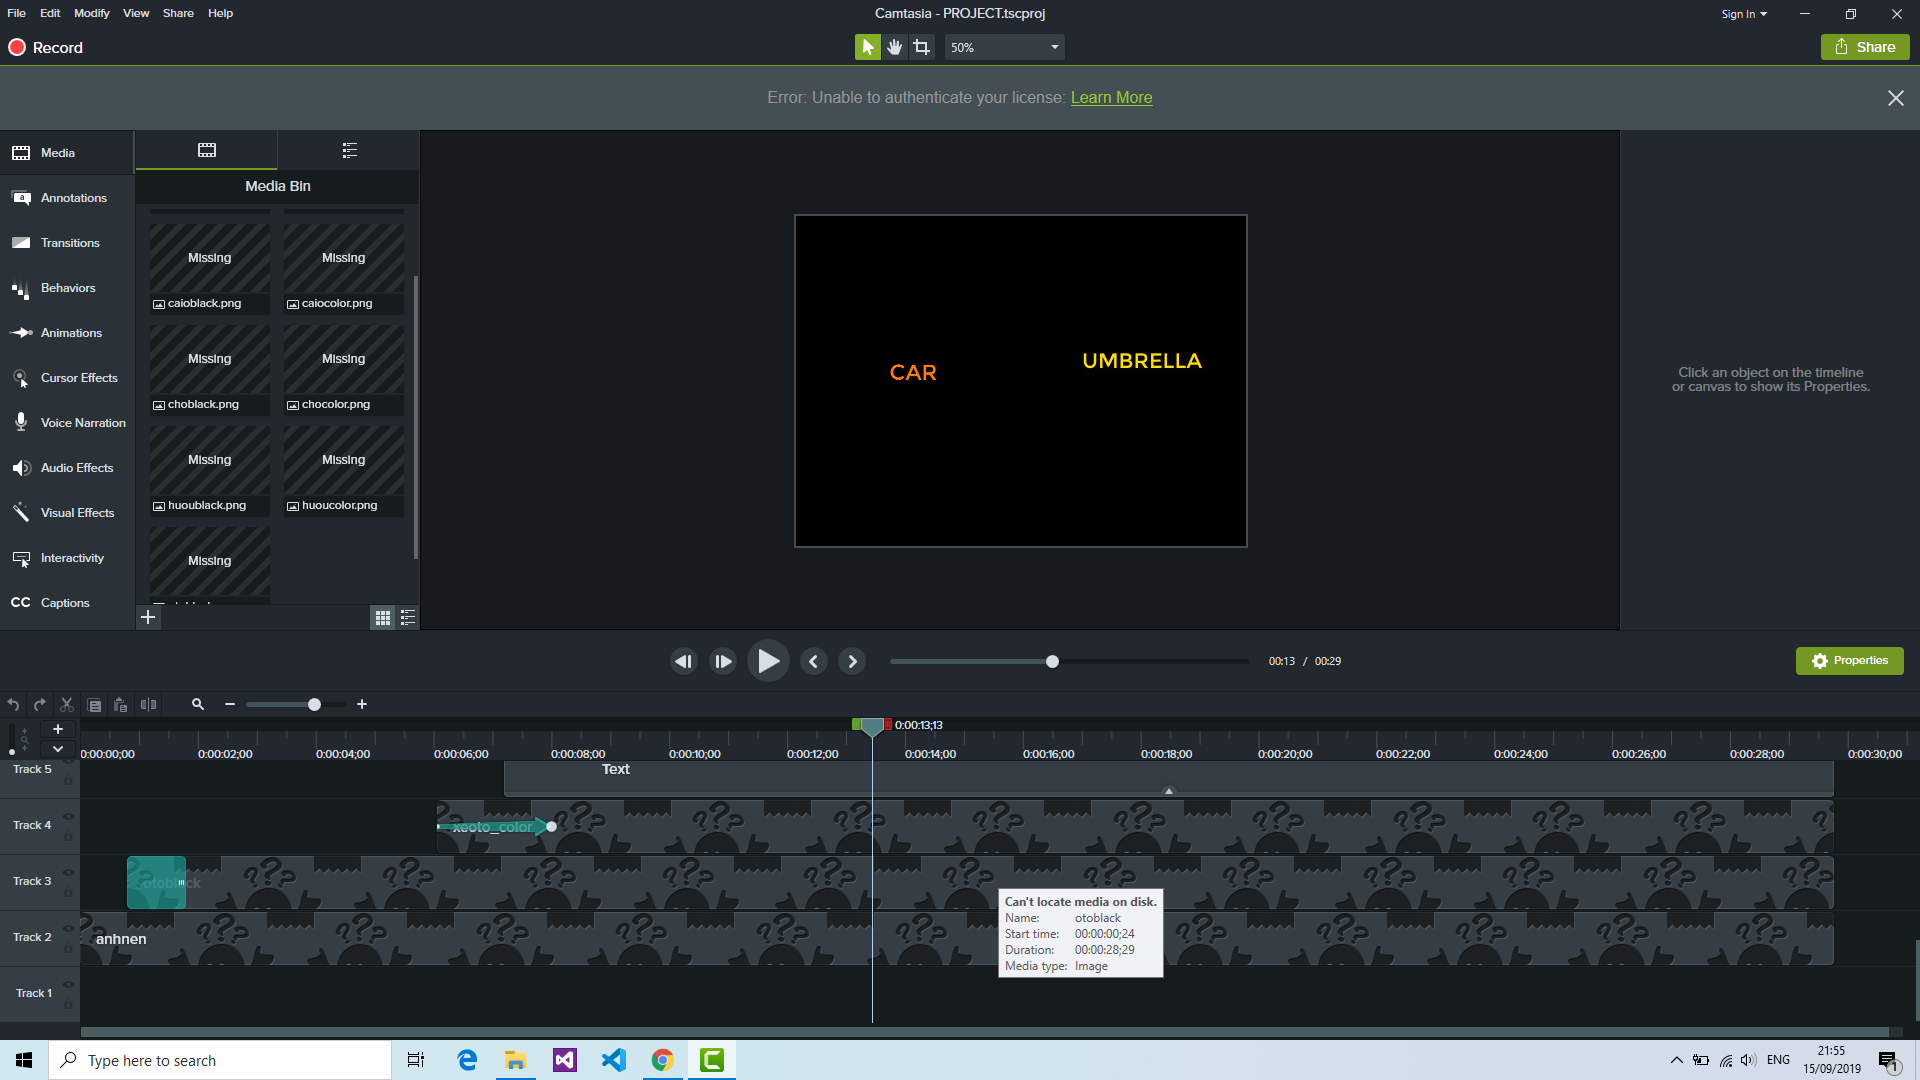 File Edit Modify View Share Help
Camtasia - PROJECT.tscproj
Sign In
Record
50%
Share
Error: Unable to authenticate your license: Learn More
Media
Annotations
Transitions
Behaviors
Animations
Cursor Effects
Voice Narration
Audio Effects
Visual Effects
Interactivity
CC Captions
Media Bin
Missing Missing
caioblack.png caiocolor.png
Missing Missing
choblack.png chocolor.png
Missing Missing
huoublack.png huoucolor.png
Missing
CAR
UMBRELLA
Click an object on the timeline
or canvas to show its Properties.
00:13 / 00:29
Properties
0:00:13;13
0:00:00;00 0:00:02;00 0:00:04;00 0:00:06;00 0:00:08;00 0:00:10;00 0:00:12;00 0:00:14;00 0:00:16;00 0:00:18;00 0:00:20;00 0:00:22;00 0:00:24;00 0:00:26;00 0:00:28;00 0:00:30;00
Track 5
Text
Track 4
xeoto_color
Track 3
otoblack
Track 2
anhnen
Track 1
Can't locate media on disk.
Name: otoblack
Start time: 00:00:00;24
Duration: 00:00:28;29
Media type: Image
Type here to search
ENG
21:55
15/09/2019
1